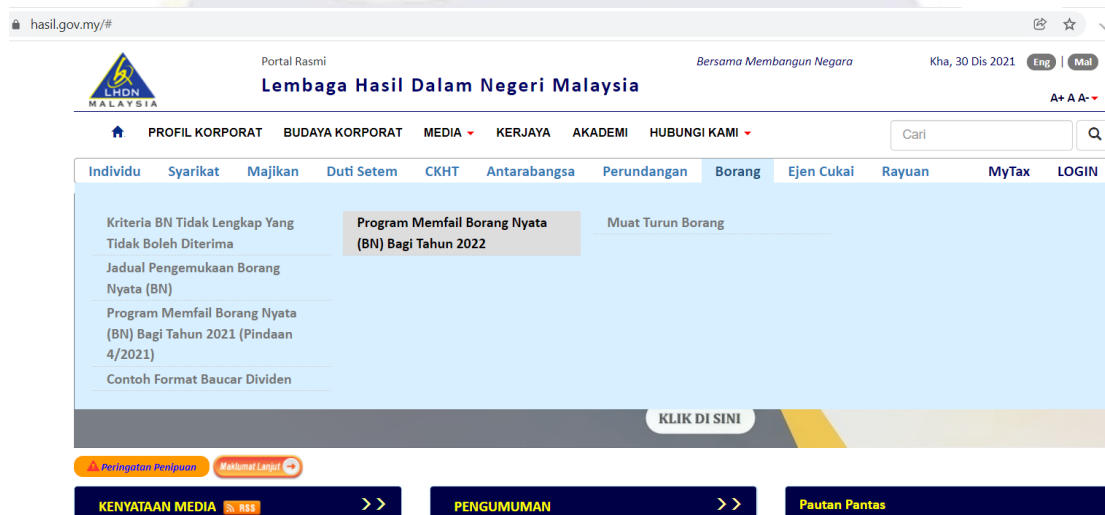 hasil.gov.my/#
LHDN
MALAYSIA
Portal Rasmi
Lembaga Hasil Dalam Negeri Malaysia
Bersama Membangun Negara
Kha, 30 Dis 2021 Eng | Mal
A+ A A-
PROFIL KORPORAT BUDAYA KORPORAT MEDIA KERJAYA AKADEMI HUBUNGI KAMI Cari
Individu Syarikat Majikan Duti Setem CKHT Antarabangsa Perundangan Borang Ejen Cukai Rayuan MyTax LOGIN
Kriteria BN Tidak Lengkap Yang
Tidak Boleh Diterima
Jadual Pengemukaan Borang
Nyata (BN)
Program Memfail Borang Nyata
(BN) Bagi Tahun 2021 (Pindaan
4/2021)
Contoh Format Baucar Dividen
Program Memfail Borang Nyata
(BN) Bagi Tahun 2022
Muat Turun Borang
KLIK DI SINI
Peringatan Penipuan Maklumat Lanjut
KENYATAAN MEDIA RSS >>
PENGUMUMAN >>
Pautan Pantas